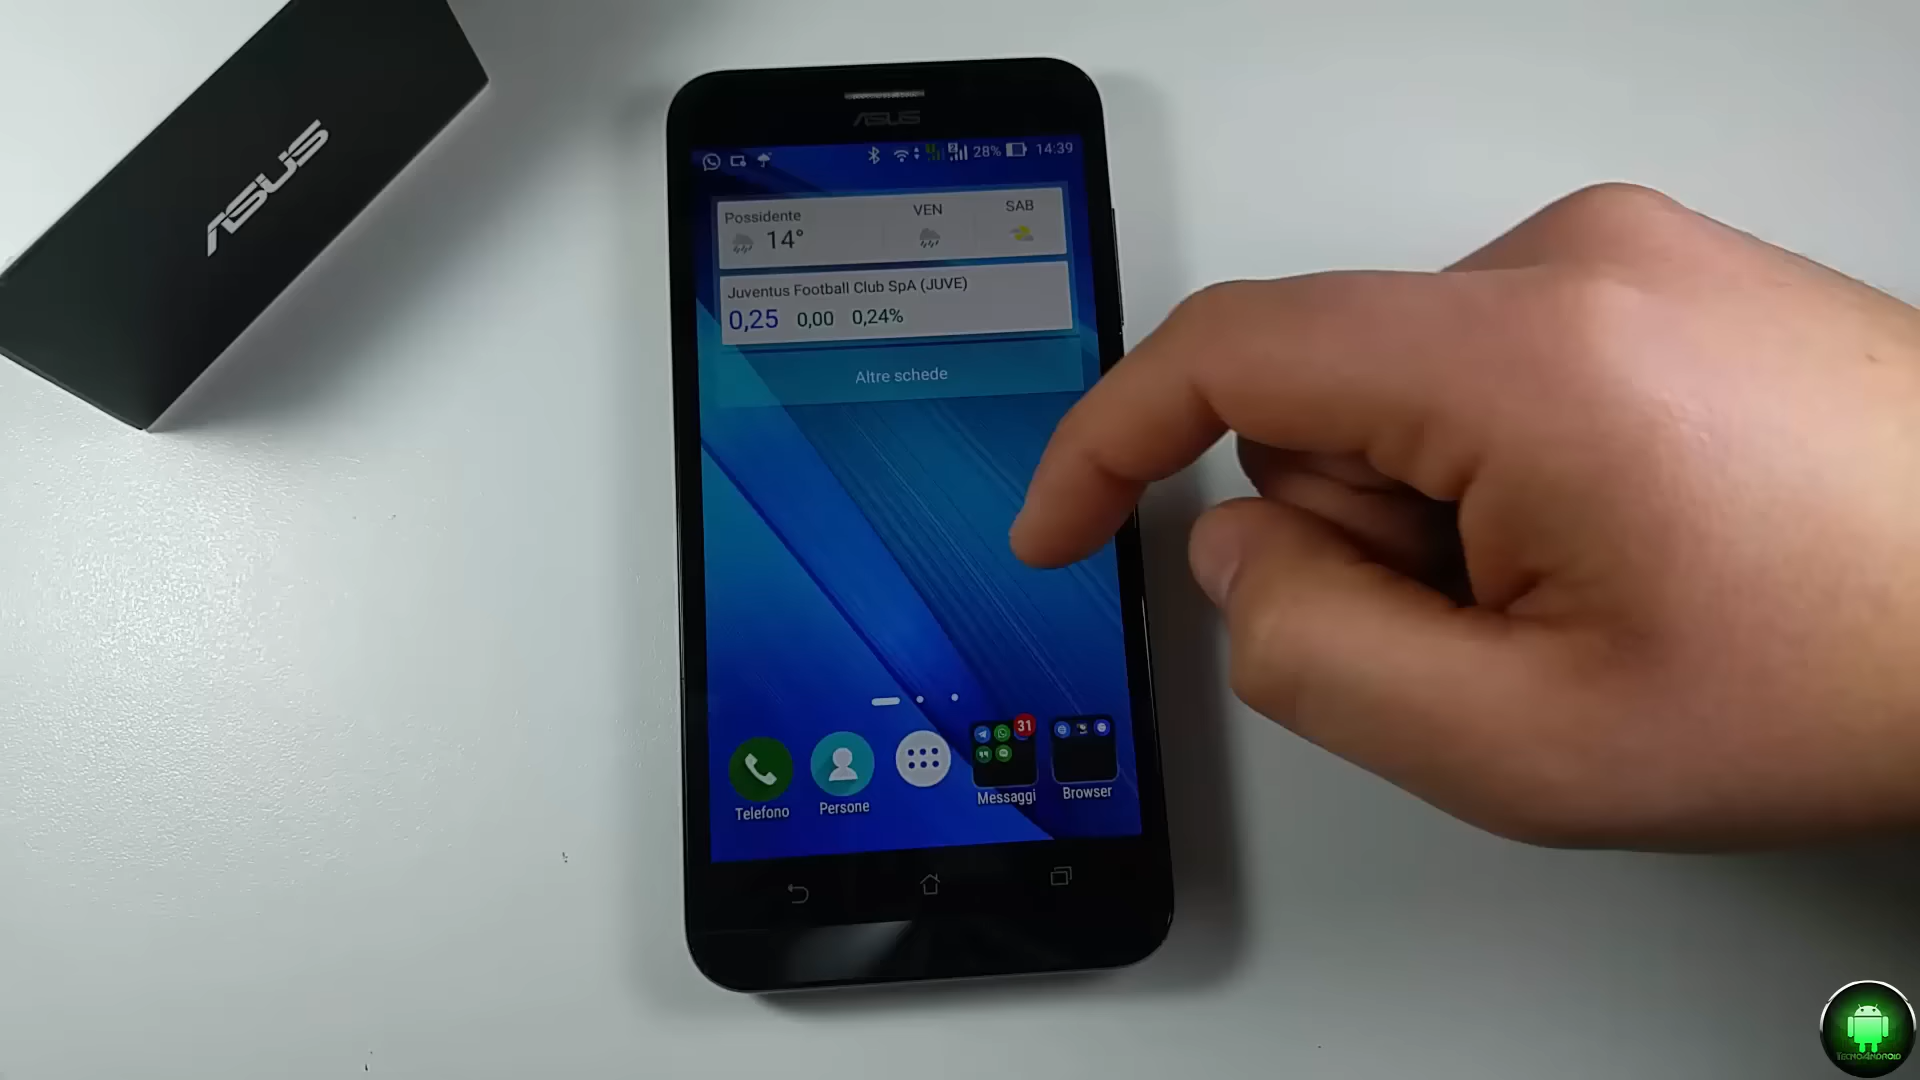 ASUS
ASUS
28% 14:39
Possidente
14°
VEN
SAB
Juventus Football Club SpA (JUVE)
0,25 0,00 0,24%
Altre schede
31
Telefono
Persone
Messaggi
Browser
TECNOANDROID